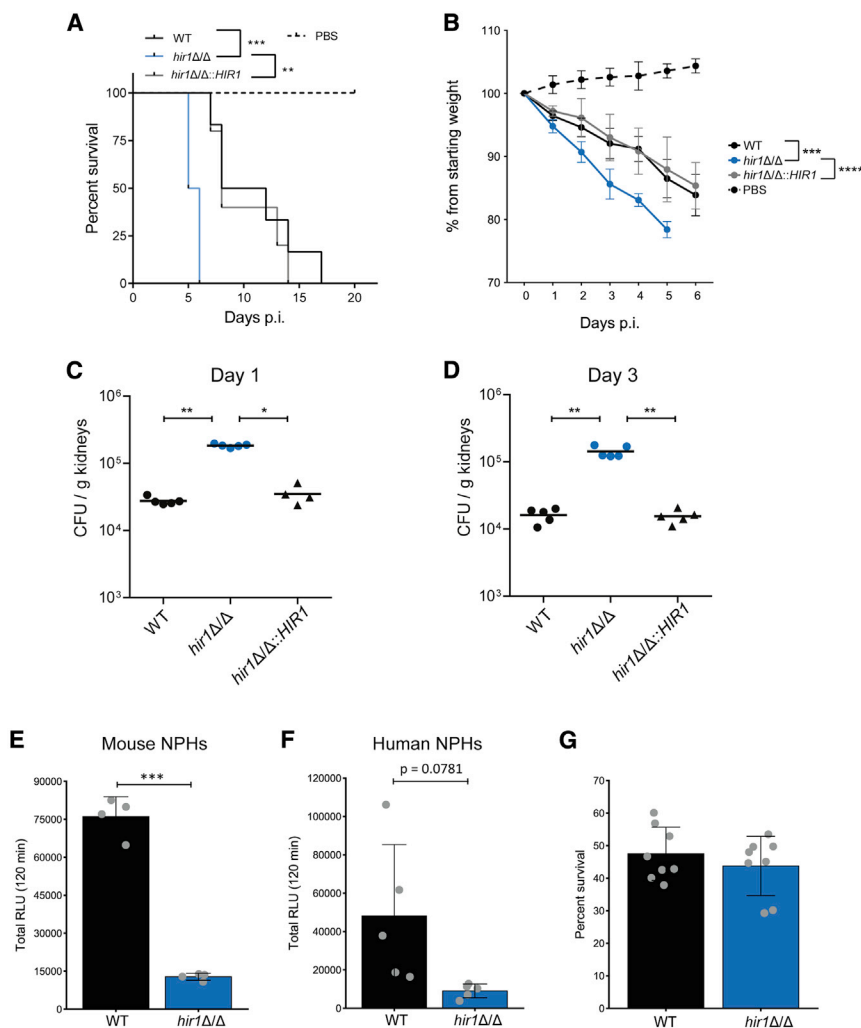 A
WT
***
PBS
hir1Δ/Δ
**
hir1Δ/Δ::HIR1
Percent survival
100
75
50
25
0
0 5 10 15 20
Days p.i.
B
% from starting weight
110
100
90
80
70
0 1 2 3 4 5 6
Days p.i.
WT
***
hir1Δ/Δ
****
hir1Δ/Δ::HIR1
PBS
C
Day 1
CFU / g kidneys
10⁶
10⁵
10⁴
10³
** *
WT hir1Δ/Δ hir1Δ/Δ::HIR1
D
Day 3
CFU / g kidneys
10⁶
10⁵
10⁴
10³
** **
WT hir1Δ/Δ hir1Δ/Δ::HIR1
E
Mouse NPHs
Total RLU (120 min)
90000
75000
60000
45000
30000
15000
0
***
WT hir1Δ/Δ
F
Human NPHs
Total RLU (120 min)
120000
100000
80000
60000
40000
20000
0
p = 0.0781
WT hir1Δ/Δ
G
Percent survival
70
60
50
40
30
20
10
0
WT hir1Δ/Δ